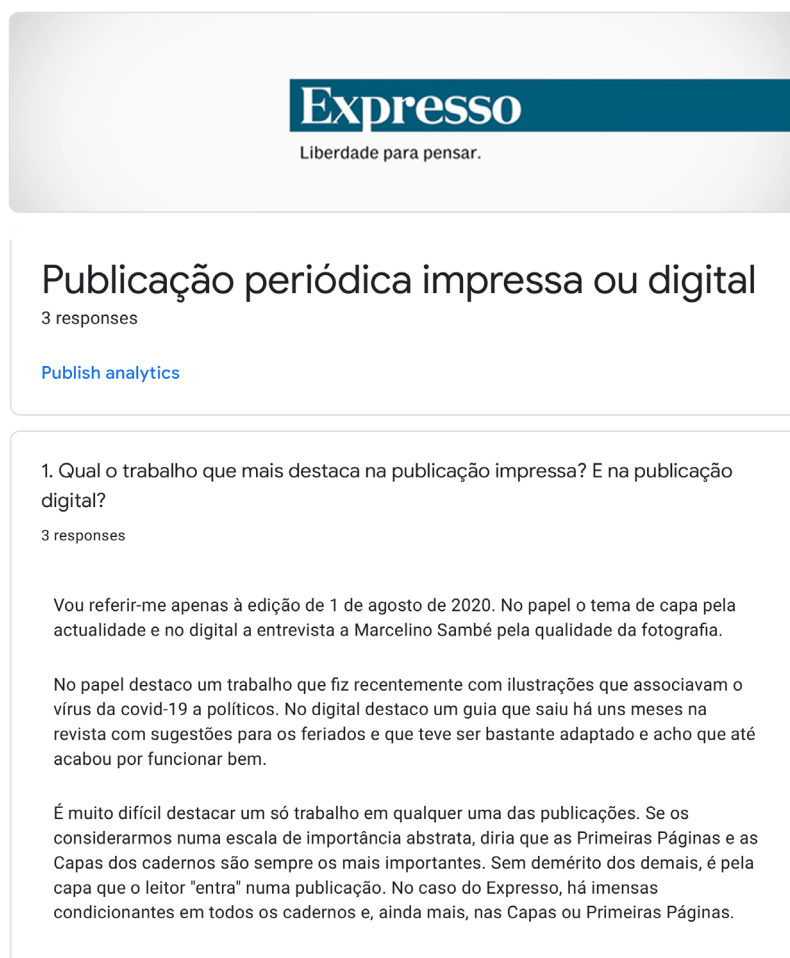 Expresso
Liberdade para pensar.
Publicação periódica impressa ou digital
3 responses
Publish analytics
1. Qual o trabalho que mais destaca na publicação impressa? E na publicação
digital?
3 responses
Vou referir-me apenas à edição de 1 de agosto de 2020. No papel o tema de capa pela
actualidade e no digital a entrevista a Marcelino Sambé pela qualidade da fotografia.
No papel destaco um trabalho que fiz recentemente com ilustrações que associavam o
vírus da covid-19 a políticos. No digital destaco um guia que saiu há uns meses na
revista com sugestões para os feriados e que teve ser bastante adaptado e acho que até
acabou por funcionar bem.
É muito difícil destacar um só trabalho em qualquer uma das publicações. Se os
considerarmos numa escala de importância abstrata, diria que as Primeiras Páginas e as
Capas dos cadernos são sempre os mais importantes. Sem demérito dos demais, é pela
capa que o leitor "entra" numa publicação. No caso do Expresso, há imensas
condicionantes em todos os cadernos e, ainda mais, nas Capas ou Primeiras Páginas.